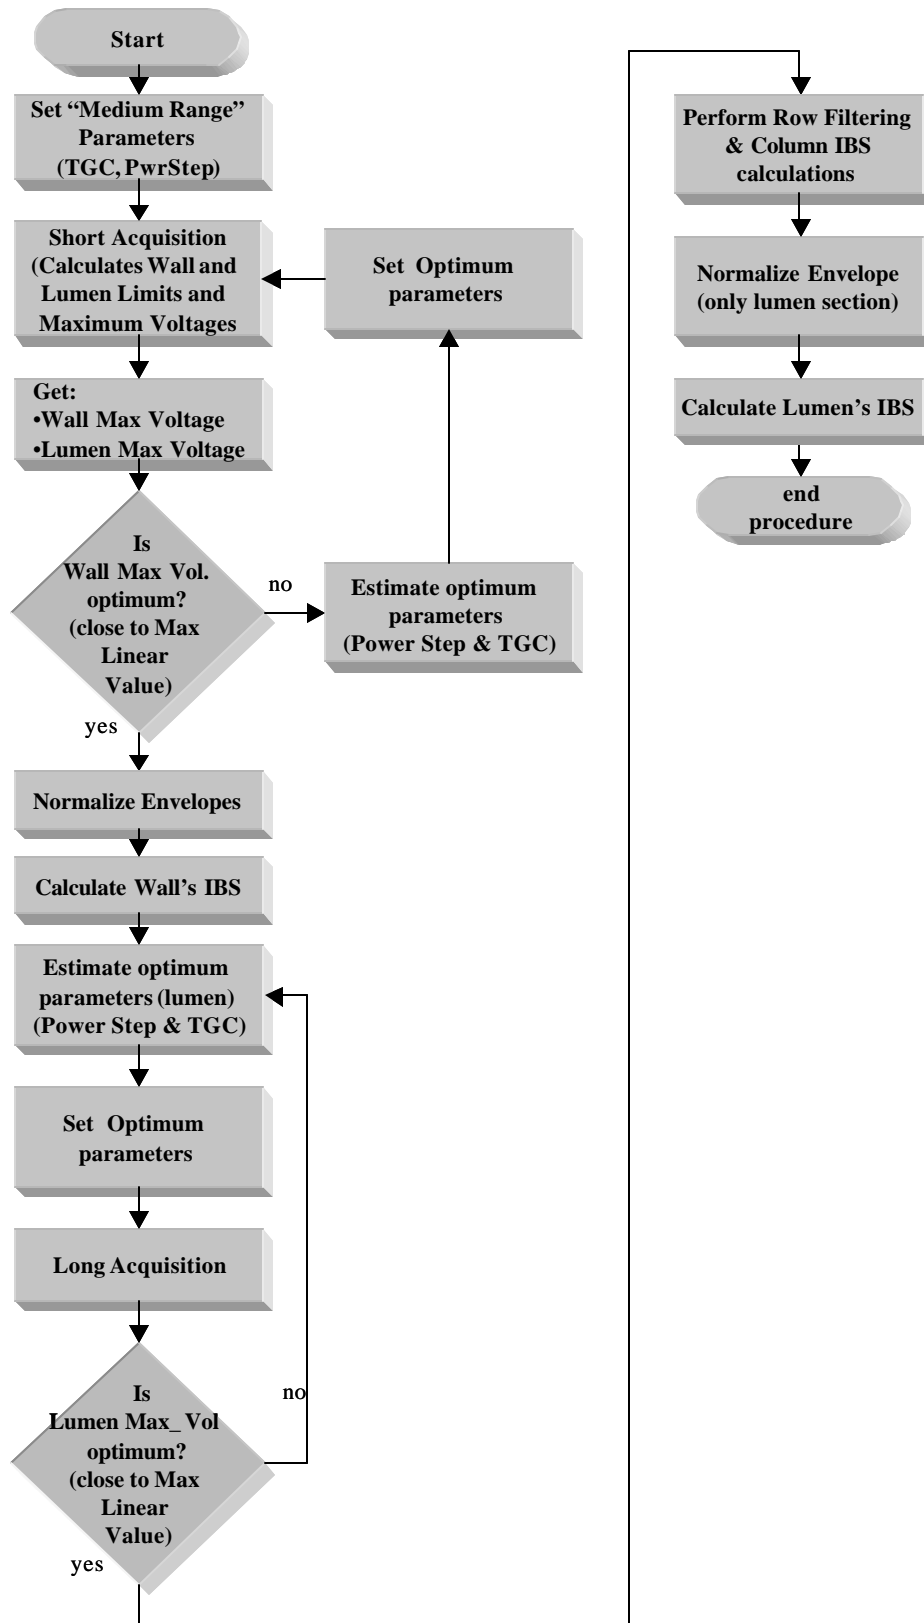 Start
Set “Medium Range”
Parameters
(TGC, PwrStep)
Short Acquisition
(Calculates Wall and
Lumen Limits and
Maximum Voltages
Set Optimum
parameters
Get:
•Wall Max Voltage
•Lumen Max Voltage
Is
Wall Max Vol.
optimum?
(close to Max
Linear
Value)
no
yes
Estimate optimum
parameters
(Power Step & TGC)
Normalize Envelopes
Calculate Wall’s IBS
Estimate optimum
parameters (lumen)
(Power Step & TGC)
Set Optimum
parameters
Long Acquisition
Is
Lumen Max_ Vol
optimum?
(close to Max
Linear
Value)
no
yes
Perform Row Filtering
& Column IBS
calculations
Normalize Envelope
(only lumen section)
Calculate Lumen’s IBS
end
procedure